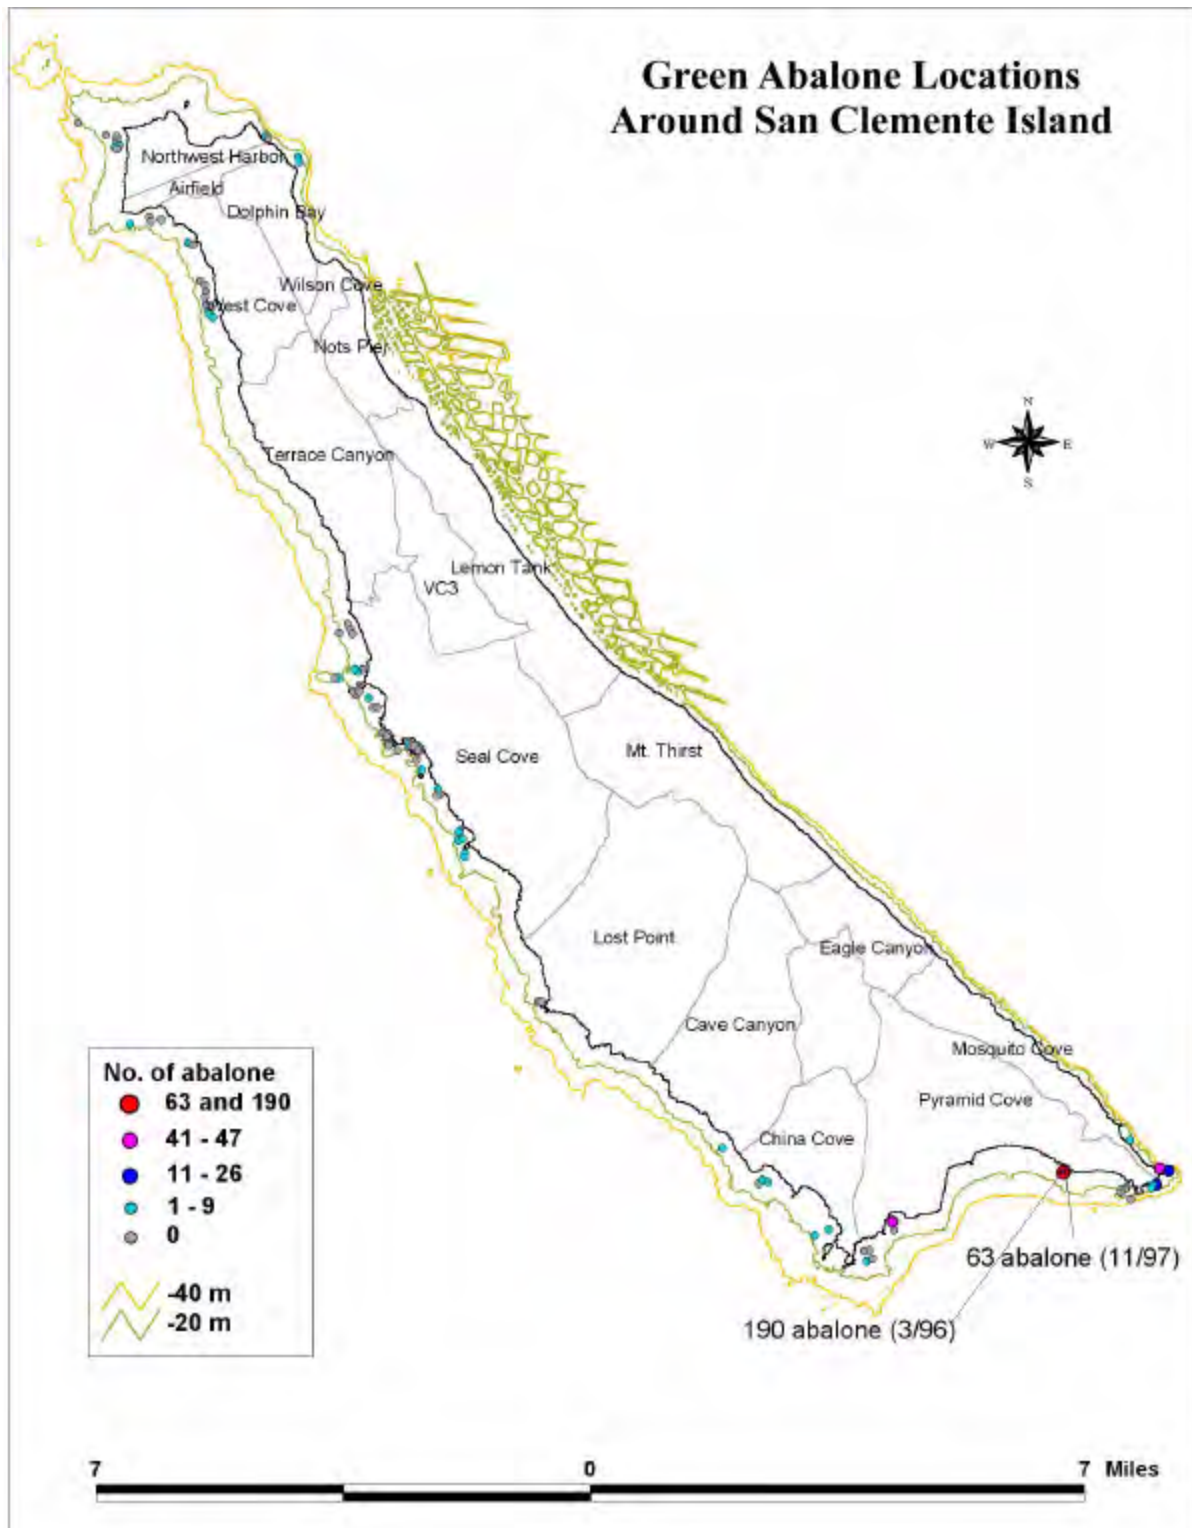 Green Abalone Locations
Around San Clemente Island
Northwest Harbor
Airfield
Dolphin Bay
Wilson Cove
West Cove
Nots Pier
N
W E
S
Terrace Canyon
Lemon Tank
VC3
Mt. Thirst
Seal Cove
Lost Point
Eagle Canyon
Cave Canyon
Mosquito Cove
Pyramid Cove
China Cove
No. of abalone
63 and 190
41 - 47
11 - 26
1 - 9
0
-40 m
-20 m
63 abalone (11/97)
190 abalone (3/96)
7 0 7 Miles